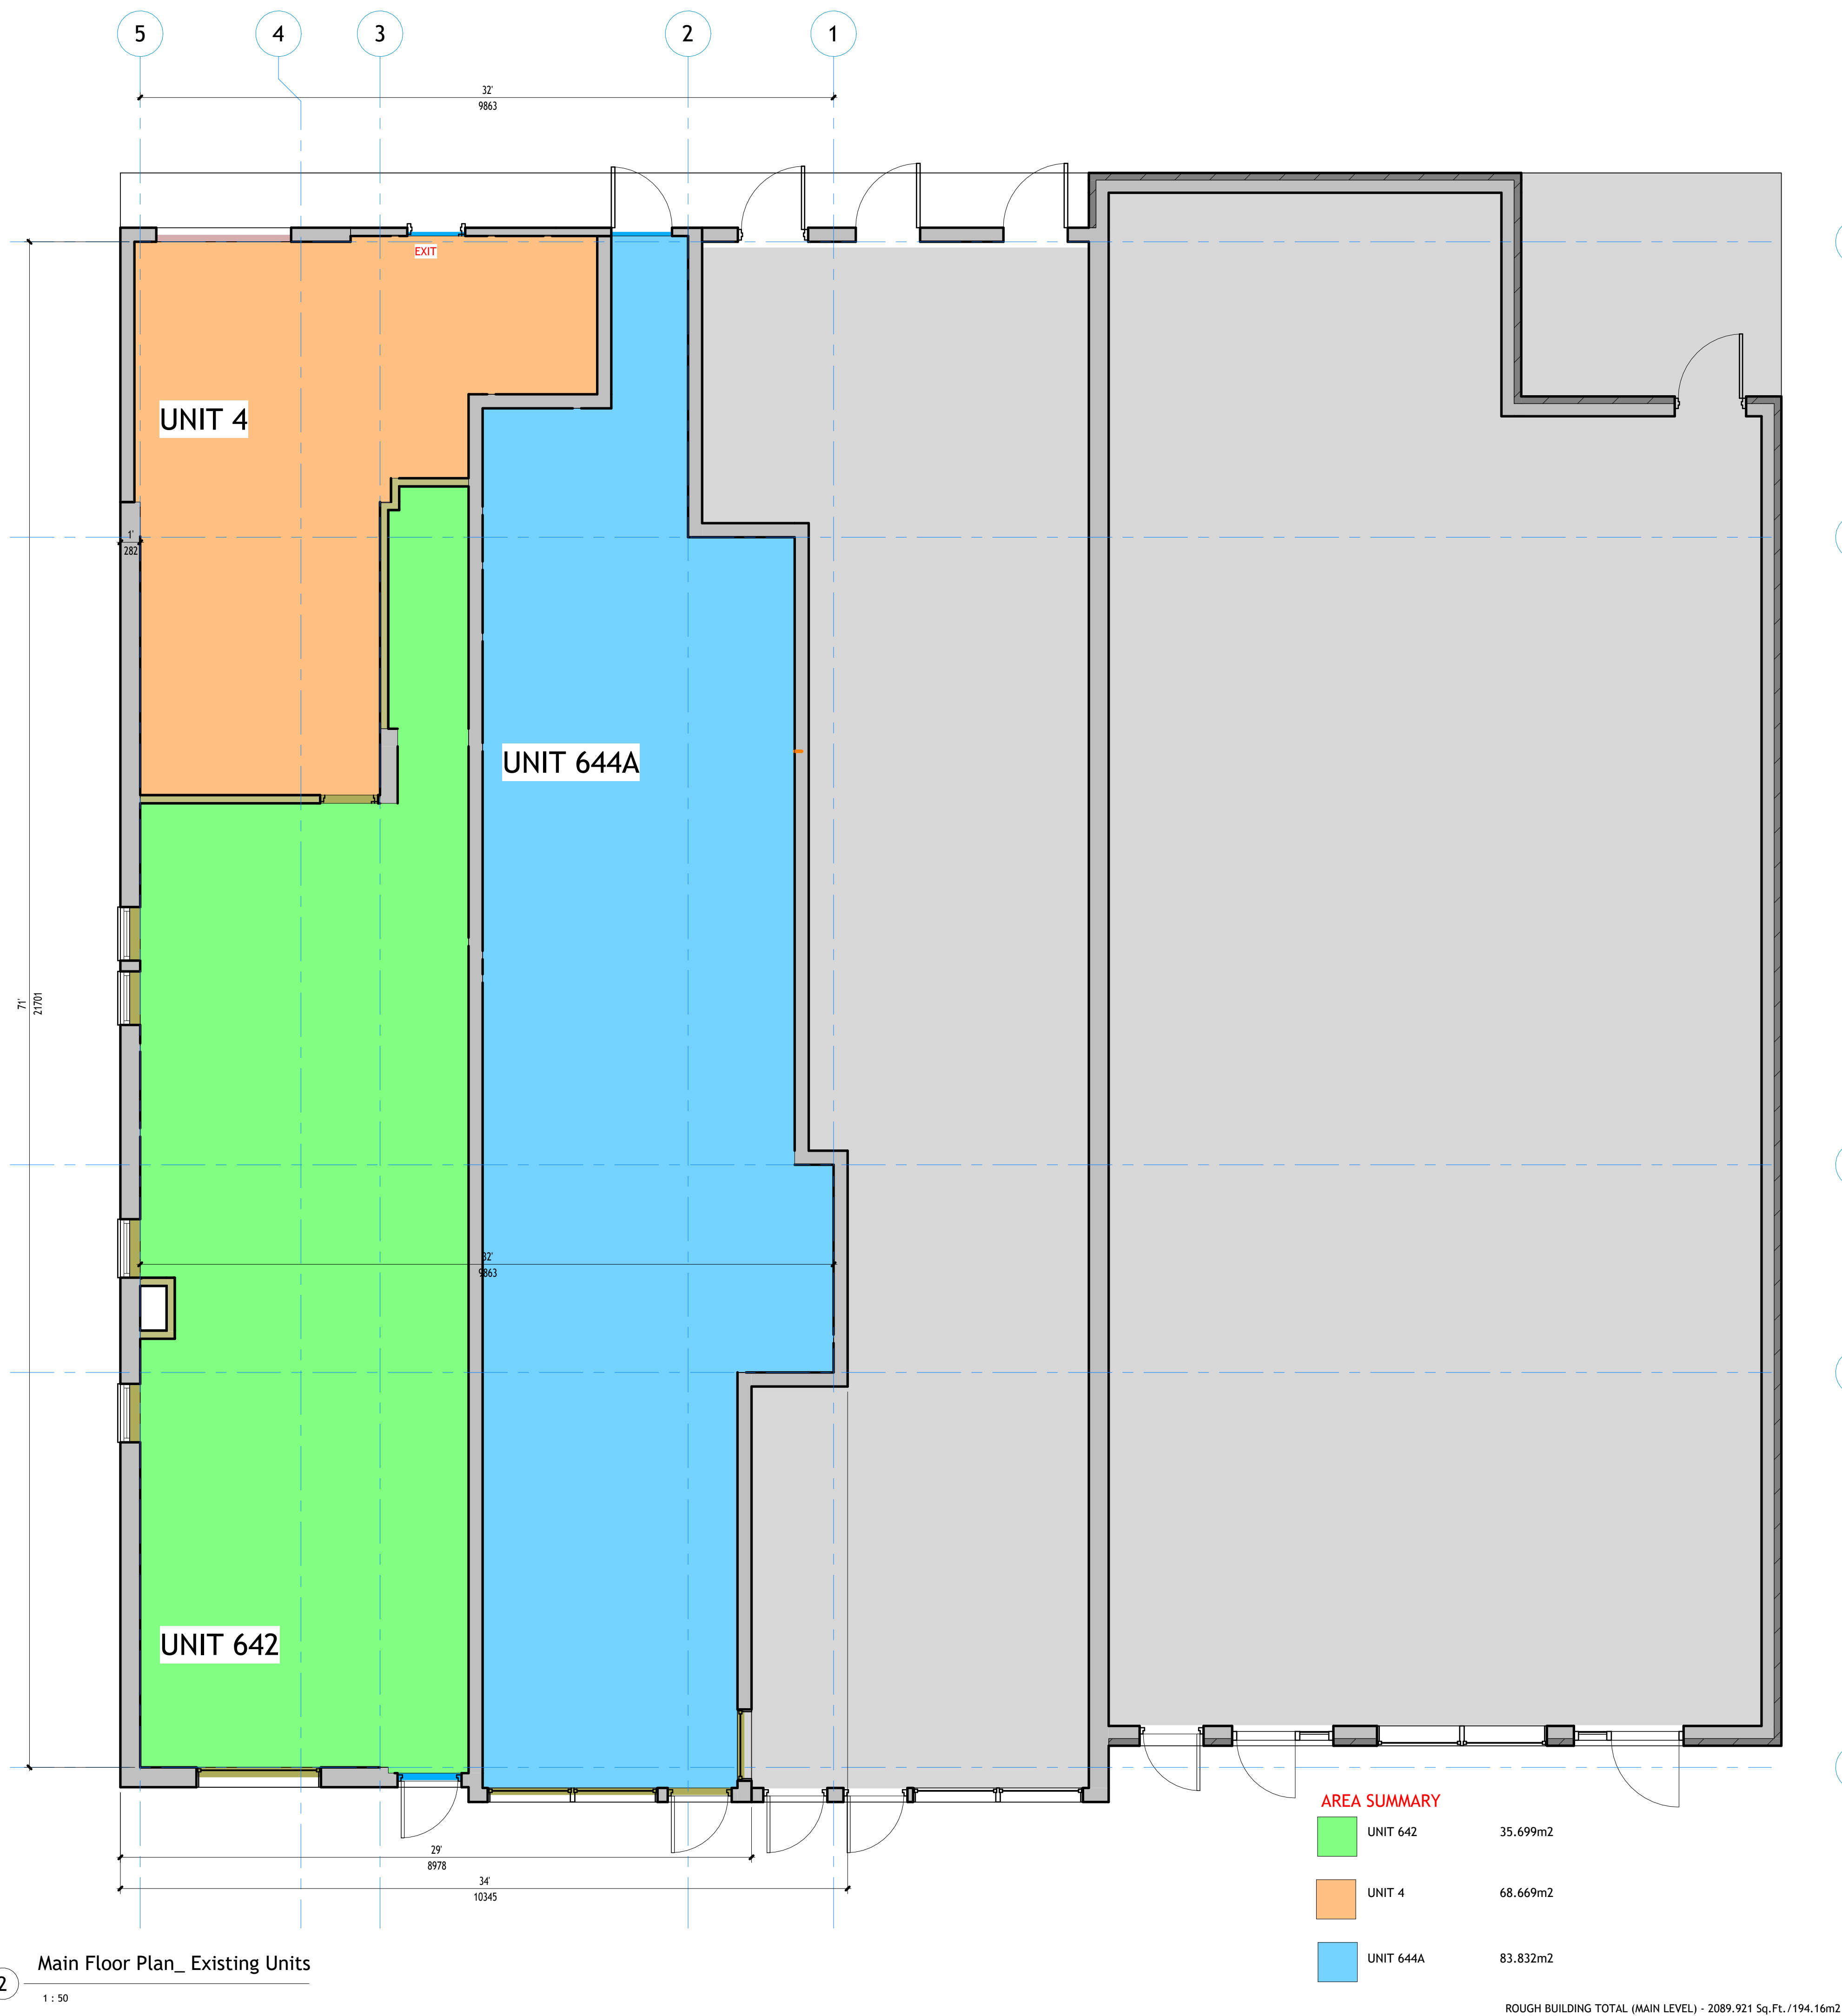 5 4 3 2 1
32'
9863
EXIT
UNIT 4
1'
282
UNIT 644A
71'
21701
32'
9863
UNIT 642
29'
8978
34'
10345
AREA SUMMARY
UNIT 642 35.699m2
UNIT 4 68.669m2
UNIT 644A 83.832m2
2 Main Floor Plan_ Existing Units
1 : 50
ROUGH BUILDING TOTAL (MAIN LEVEL) - 2089.921 Sq.Ft./194.16m2